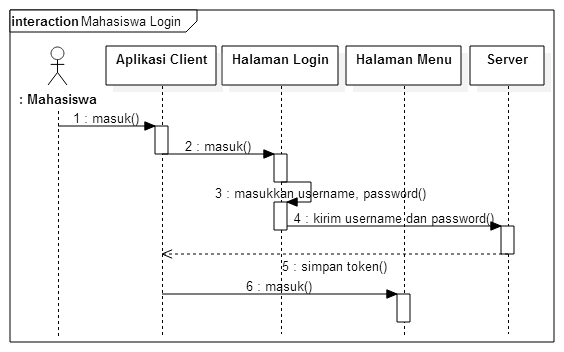 interaction Mahasiswa Login
Aplikasi Client
Halaman Login
Halaman Menu
Server
: Mahasiswa
1 : masuk()
2 : masuk()
3 : masukkan username, password()
4 : kirim username dan password()
5 : simpan token()
6 : masuk()